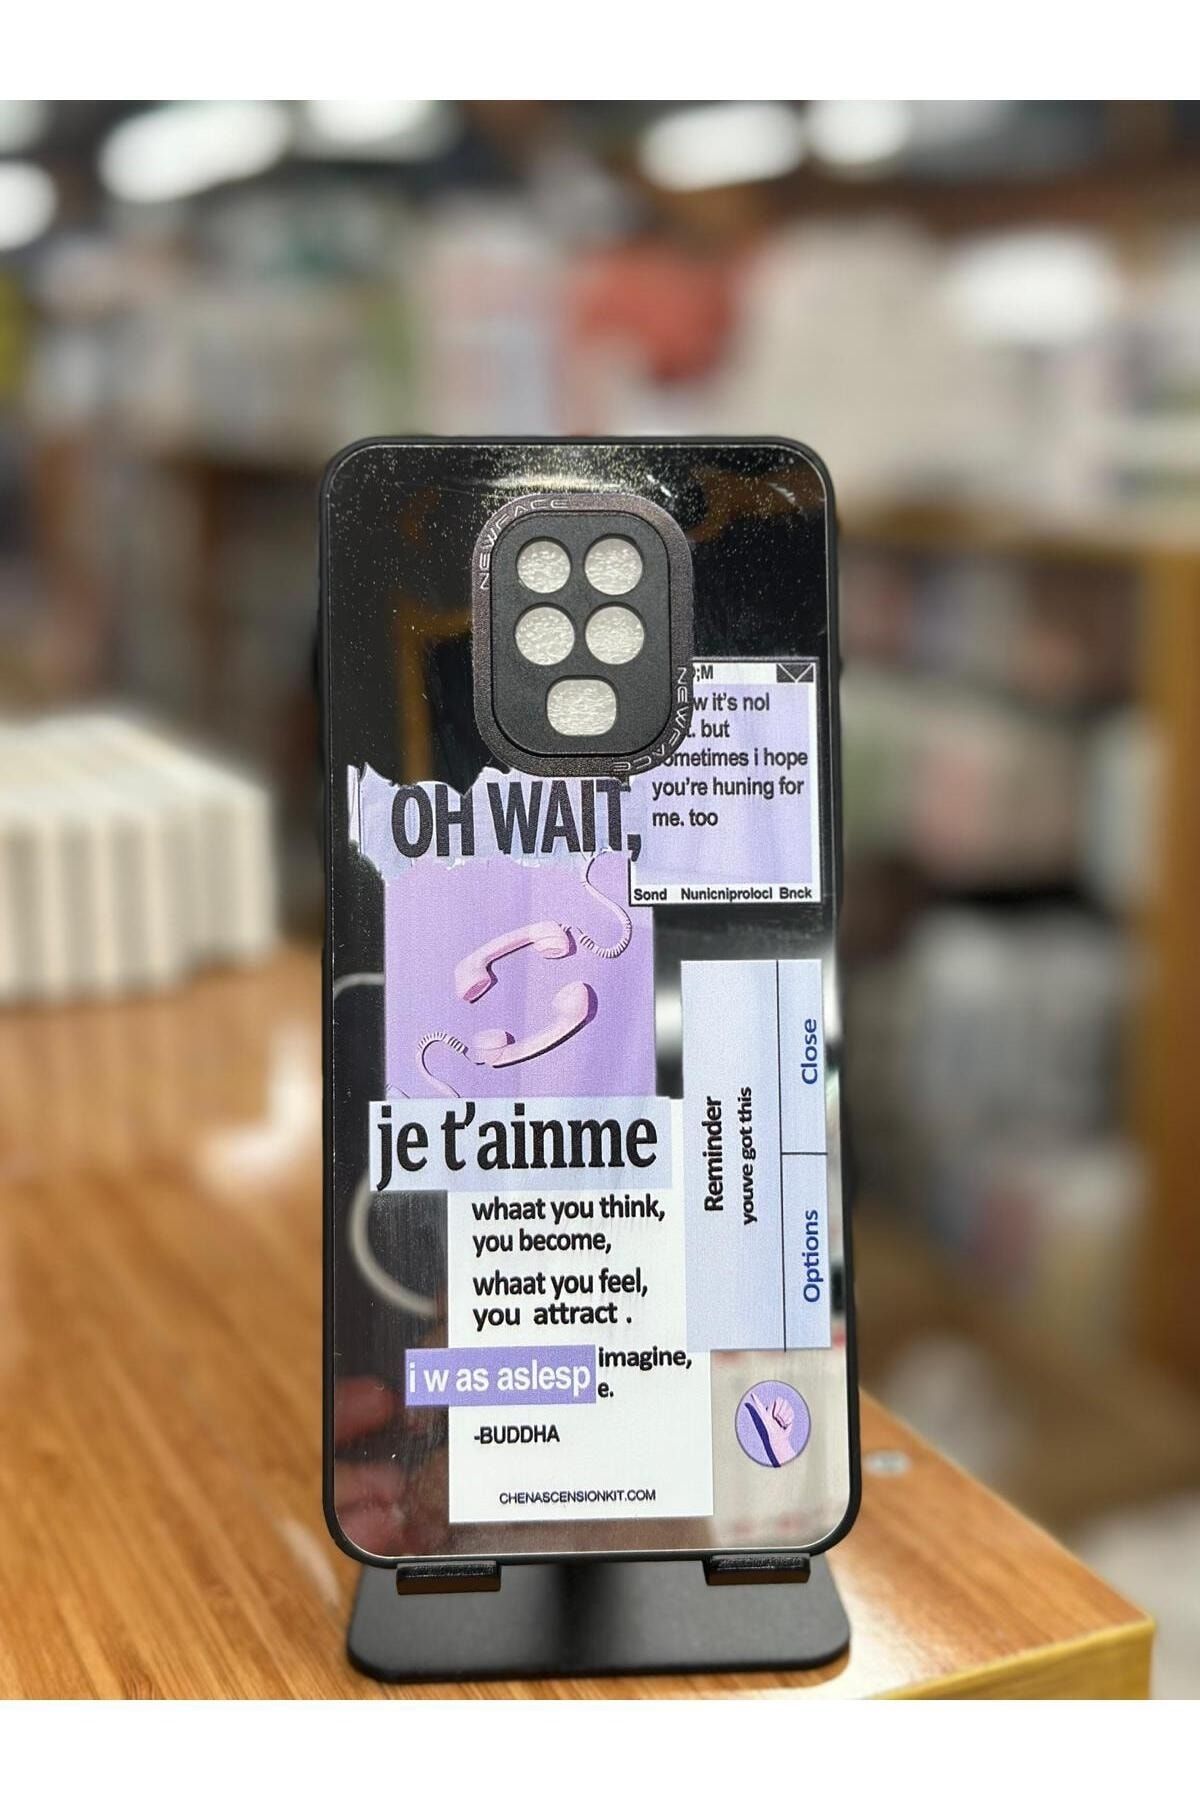 NEWFACE
NEWFACE
;M
w it's nol
. but
ometimes i hope
you're huning for
me. too
Sond Nunicniprolocl Bnck
OH WAIT,
je t'ainme
whaat you think,
you become,
whaat you feel,
you attract .
imagine,
i w as aslesp
e.
-BUDDHA
CHENASCENSIONKIT.COM
Reminder
youve got this
Close
Options